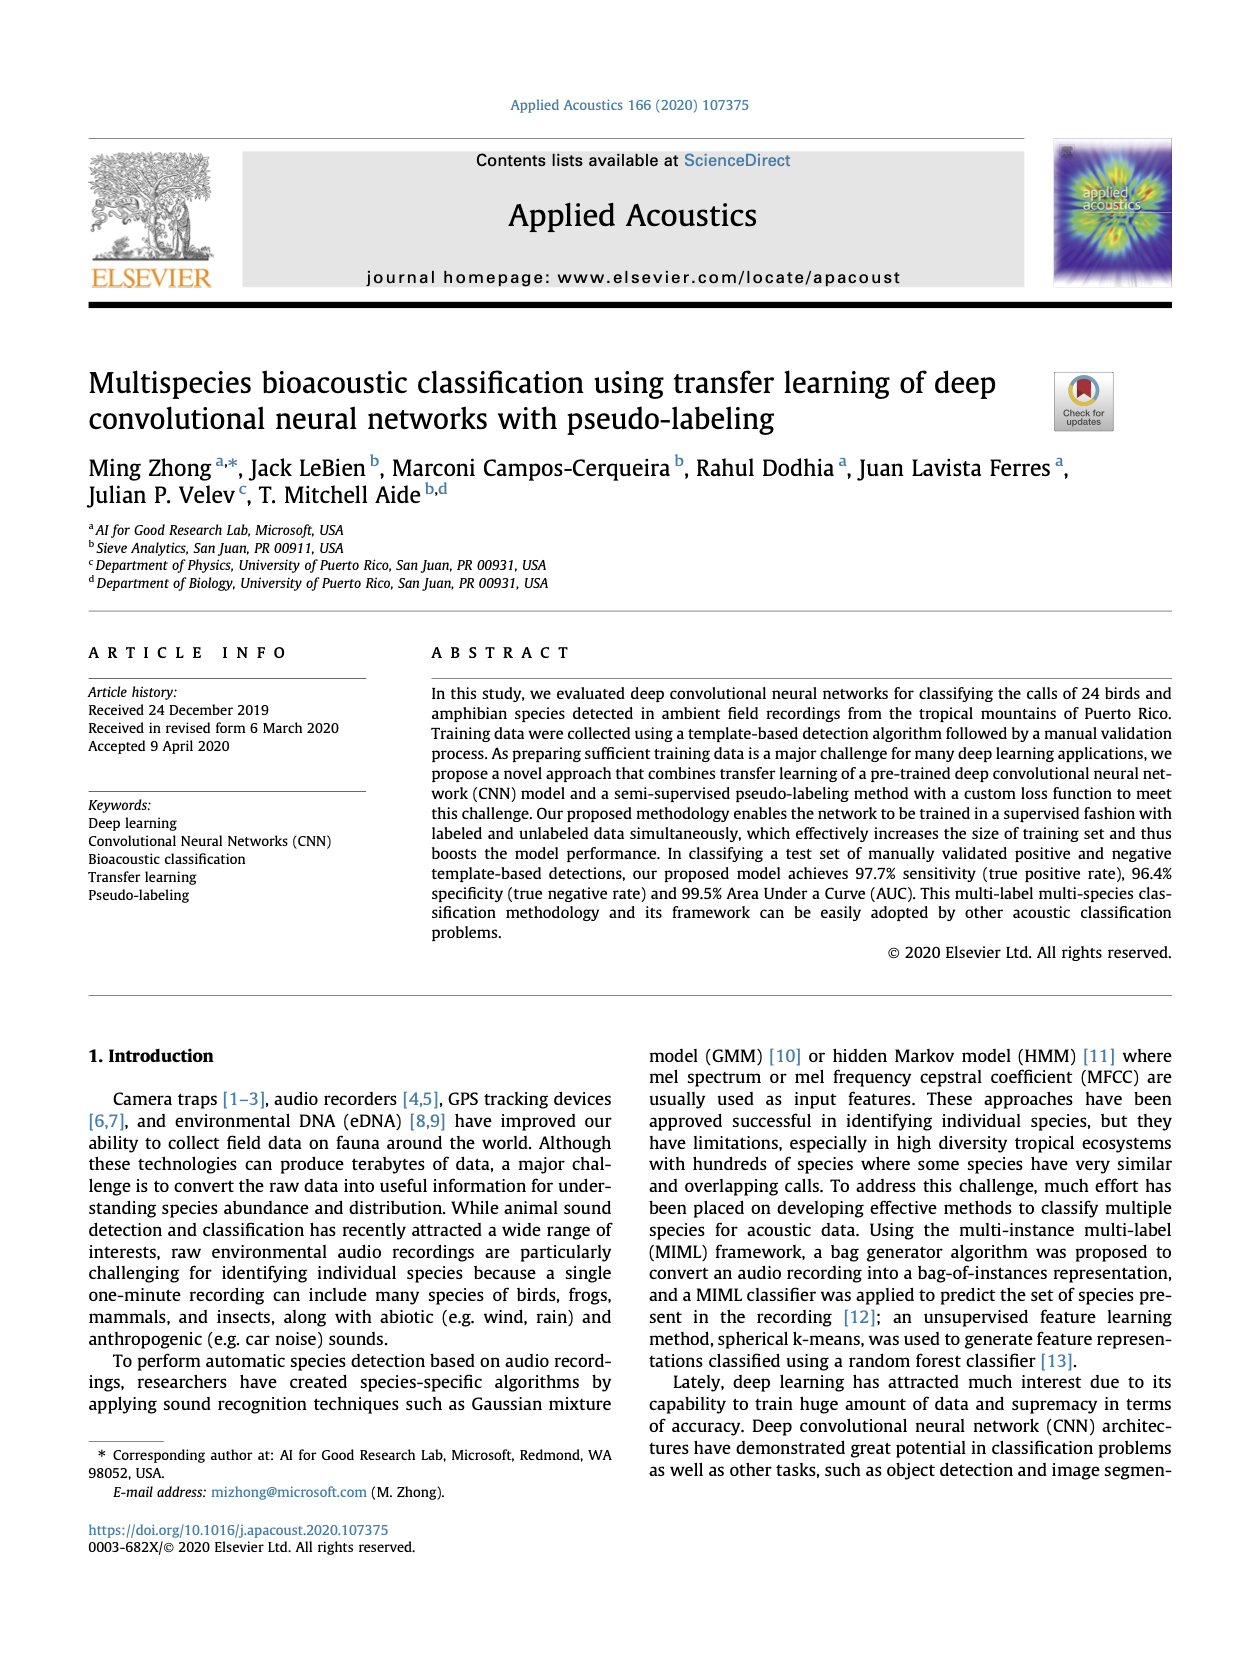 Applied Acoustics 166 (2020) 107375
Contents lists available at ScienceDirect
Applied Acoustics
journal homepage: www.elsevier.com/locate/apacoust
ELSEVIER
applied
acoustics
Multispecies bioacoustic classification using transfer learning of deep
convolutional neural networks with pseudo-labeling
Check for
updates
Ming Zhong a,*, Jack LeBien b, Marconi Campos-Cerqueira b, Rahul Dodhia a, Juan Lavista Ferres a,
Julian P. Velev c, T. Mitchell Aide b,d
a AI for Good Research Lab, Microsoft, USA
b Sieve Analytics, San Juan, PR 00911, USA
c Department of Physics, University of Puerto Rico, San Juan, PR 00931, USA
d Department of Biology, University of Puerto Rico, San Juan, PR 00931, USA
ARTICLE INFO
Article history:
Received 24 December 2019
Received in revised form 6 March 2020
Accepted 9 April 2020
Keywords:
Deep learning
Convolutional Neural Networks (CNN)
Bioacoustic classification
Transfer learning
Pseudo-labeling
ABSTRACT
In this study, we evaluated deep convolutional neural networks for classifying the calls of 24 birds and
amphibian species detected in ambient field recordings from the tropical mountains of Puerto Rico.
Training data were collected using a template-based detection algorithm followed by a manual validation
process. As preparing sufficient training data is a major challenge for many deep learning applications, we
propose a novel approach that combines transfer learning of a pre-trained deep convolutional neural net-
work (CNN) model and a semi-supervised pseudo-labeling method with a custom loss function to meet
this challenge. Our proposed methodology enables the network to be trained in a supervised fashion with
labeled and unlabeled data simultaneously, which effectively increases the size of training set and thus
boosts the model performance. In classifying a test set of manually validated positive and negative
template-based detections, our proposed model achieves 97.7% sensitivity (true positive rate), 96.4%
specificity (true negative rate) and 99.5% Area Under a Curve (AUC). This multi-label multi-species clas-
sification methodology and its framework can be easily adopted by other acoustic classification
problems.
© 2020 Elsevier Ltd. All rights reserved.
1. Introduction
Camera traps [1–3], audio recorders [4,5], GPS tracking devices
[6,7], and environmental DNA (eDNA) [8,9] have improved our
ability to collect field data on fauna around the world. Although
these technologies can produce terabytes of data, a major chal-
lenge is to convert the raw data into useful information for under-
standing species abundance and distribution. While animal sound
detection and classification has recently attracted a wide range of
interests, raw environmental audio recordings are particularly
challenging for identifying individual species because a single
one-minute recording can include many species of birds, frogs,
mammals, and insects, along with abiotic (e.g. wind, rain) and
anthropogenic (e.g. car noise) sounds.
To perform automatic species detection based on audio record-
ings, researchers have created species-specific algorithms by
applying sound recognition techniques such as Gaussian mixture
model (GMM) [10] or hidden Markov model (HMM) [11] where
mel spectrum or mel frequency cepstral coefficient (MFCC) are
usually used as input features. These approaches have been
approved successful in identifying individual species, but they
have limitations, especially in high diversity tropical ecosystems
with hundreds of species where some species have very similar
and overlapping calls. To address this challenge, much effort has
been placed on developing effective methods to classify multiple
species for acoustic data. Using the multi-instance multi-label
(MIML) framework, a bag generator algorithm was proposed to
convert an audio recording into a bag-of-instances representation,
and a MIML classifier was applied to predict the set of species pre-
sent in the recording [12]; an unsupervised feature learning
method, spherical k-means, was used to generate feature represen-
tations classified using a random forest classifier [13].
Lately, deep learning has attracted much interest due to its
capability to train huge amount of data and supremacy in terms
of accuracy. Deep convolutional neural network (CNN) architec-
tures have demonstrated great potential in classification problems
as well as other tasks, such as object detection and image segmen-
* Corresponding author at: AI for Good Research Lab, Microsoft, Redmond, WA
98052, USA.
E-mail address: mizhong@microsoft.com (M. Zhong).
https://doi.org/10.1016/j.apacoust.2020.107375
0003-682X/© 2020 Elsevier Ltd. All rights reserved.